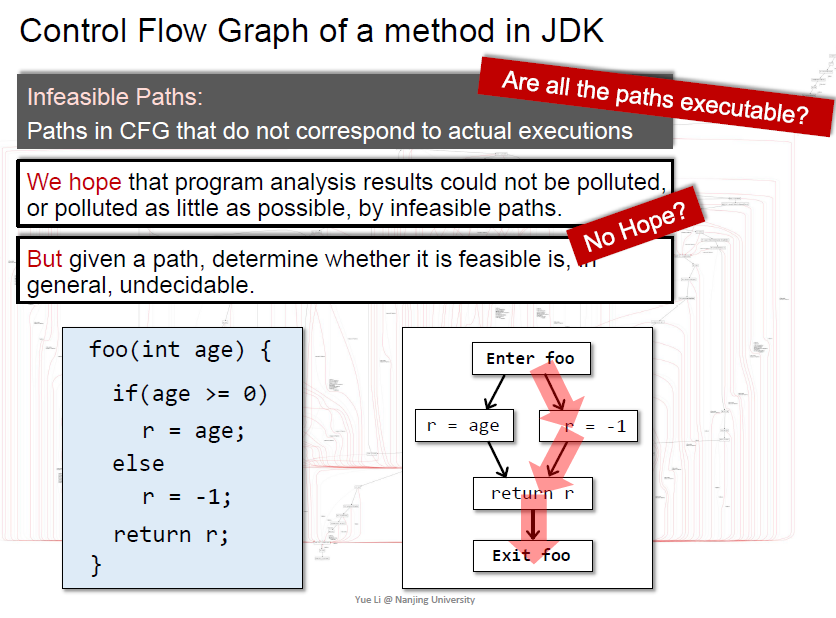 Control Flow Graph of a method in JDK
Are all the paths executable?
Infeasible Paths:
Paths in CFG that do not correspond to actual executions
We hope that program analysis results could not be polluted,
or polluted as little as possible, by infeasible paths.
No Hope?
But given a path, determine whether it is feasible is, in
general, undecidable.
foo(int age) {
if(age >= 0)
r = age;
else
r = -1;
return r;
}
Enter foo
r = age
r = -1
return r
Exit foo
Yue Li @ Nanjing University